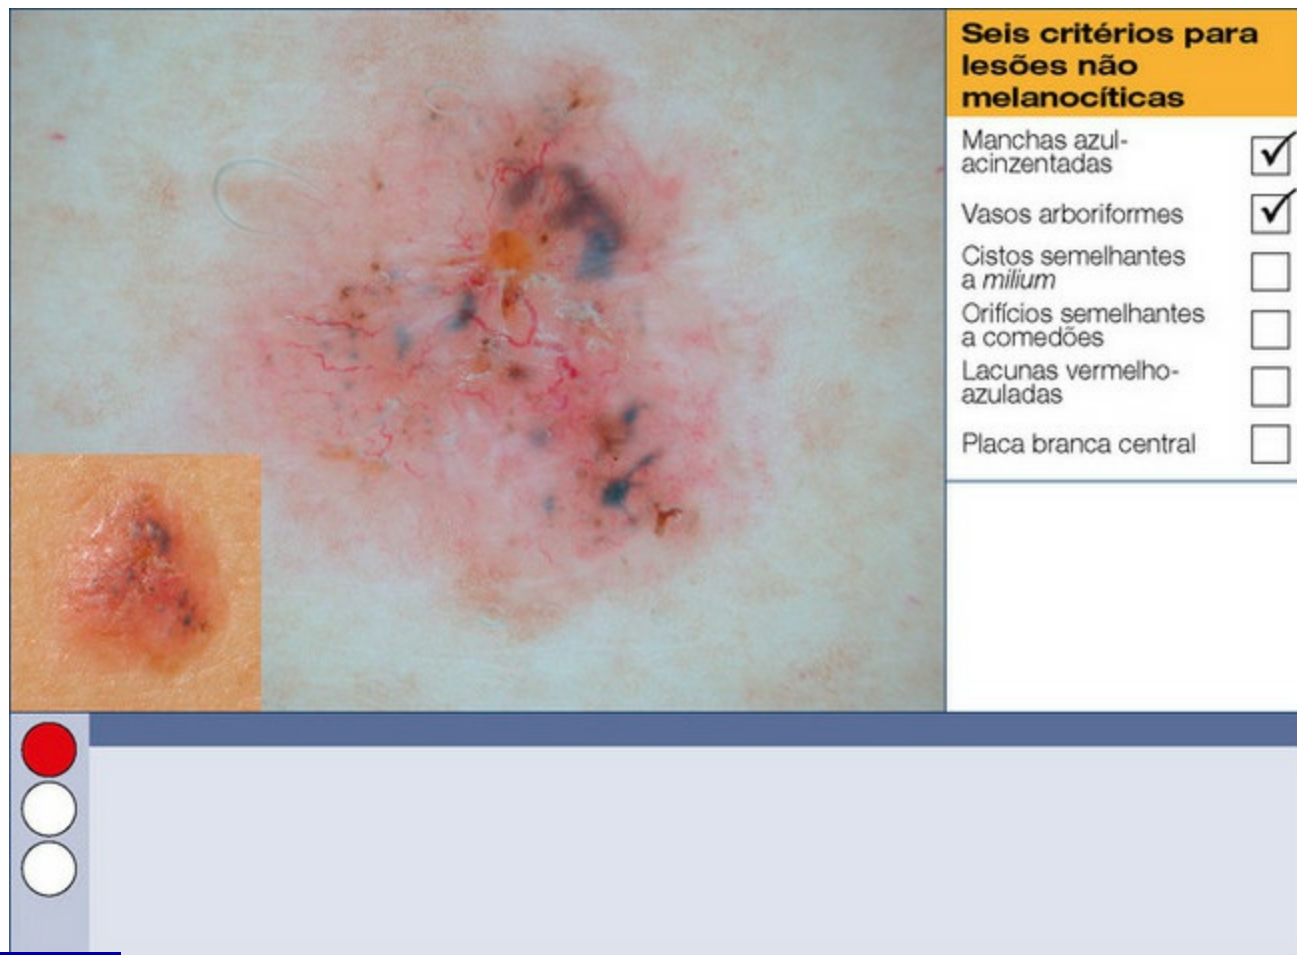 Seis critérios para
lesões não
melanocíticas
Manchas azul-
acinzentadas
Vasos arboriformes
Cistos semelhantes
a milium
Orifícios semelhantes
a comedões
Lacunas vermelho-
azuladas
Placa branca central